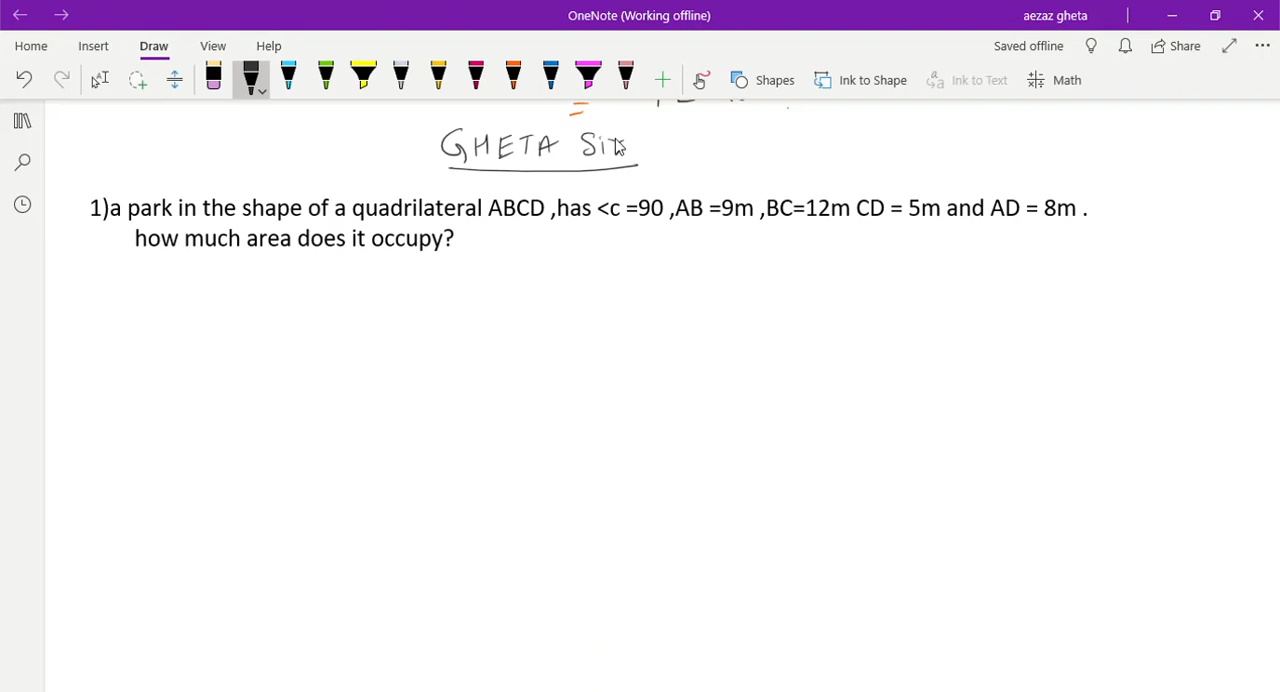 OneNote (Working offline)
aezaz gheta
Home Insert Draw View Help
Saved offline Share
Shapes Ink to Shape Ink to Text Math
GHETA Sir
1)a park in the shape of a quadrilateral ABCD ,has <c =90 ,AB =9m ,BC=12m CD = 5m and AD = 8m .
how much area does it occupy?